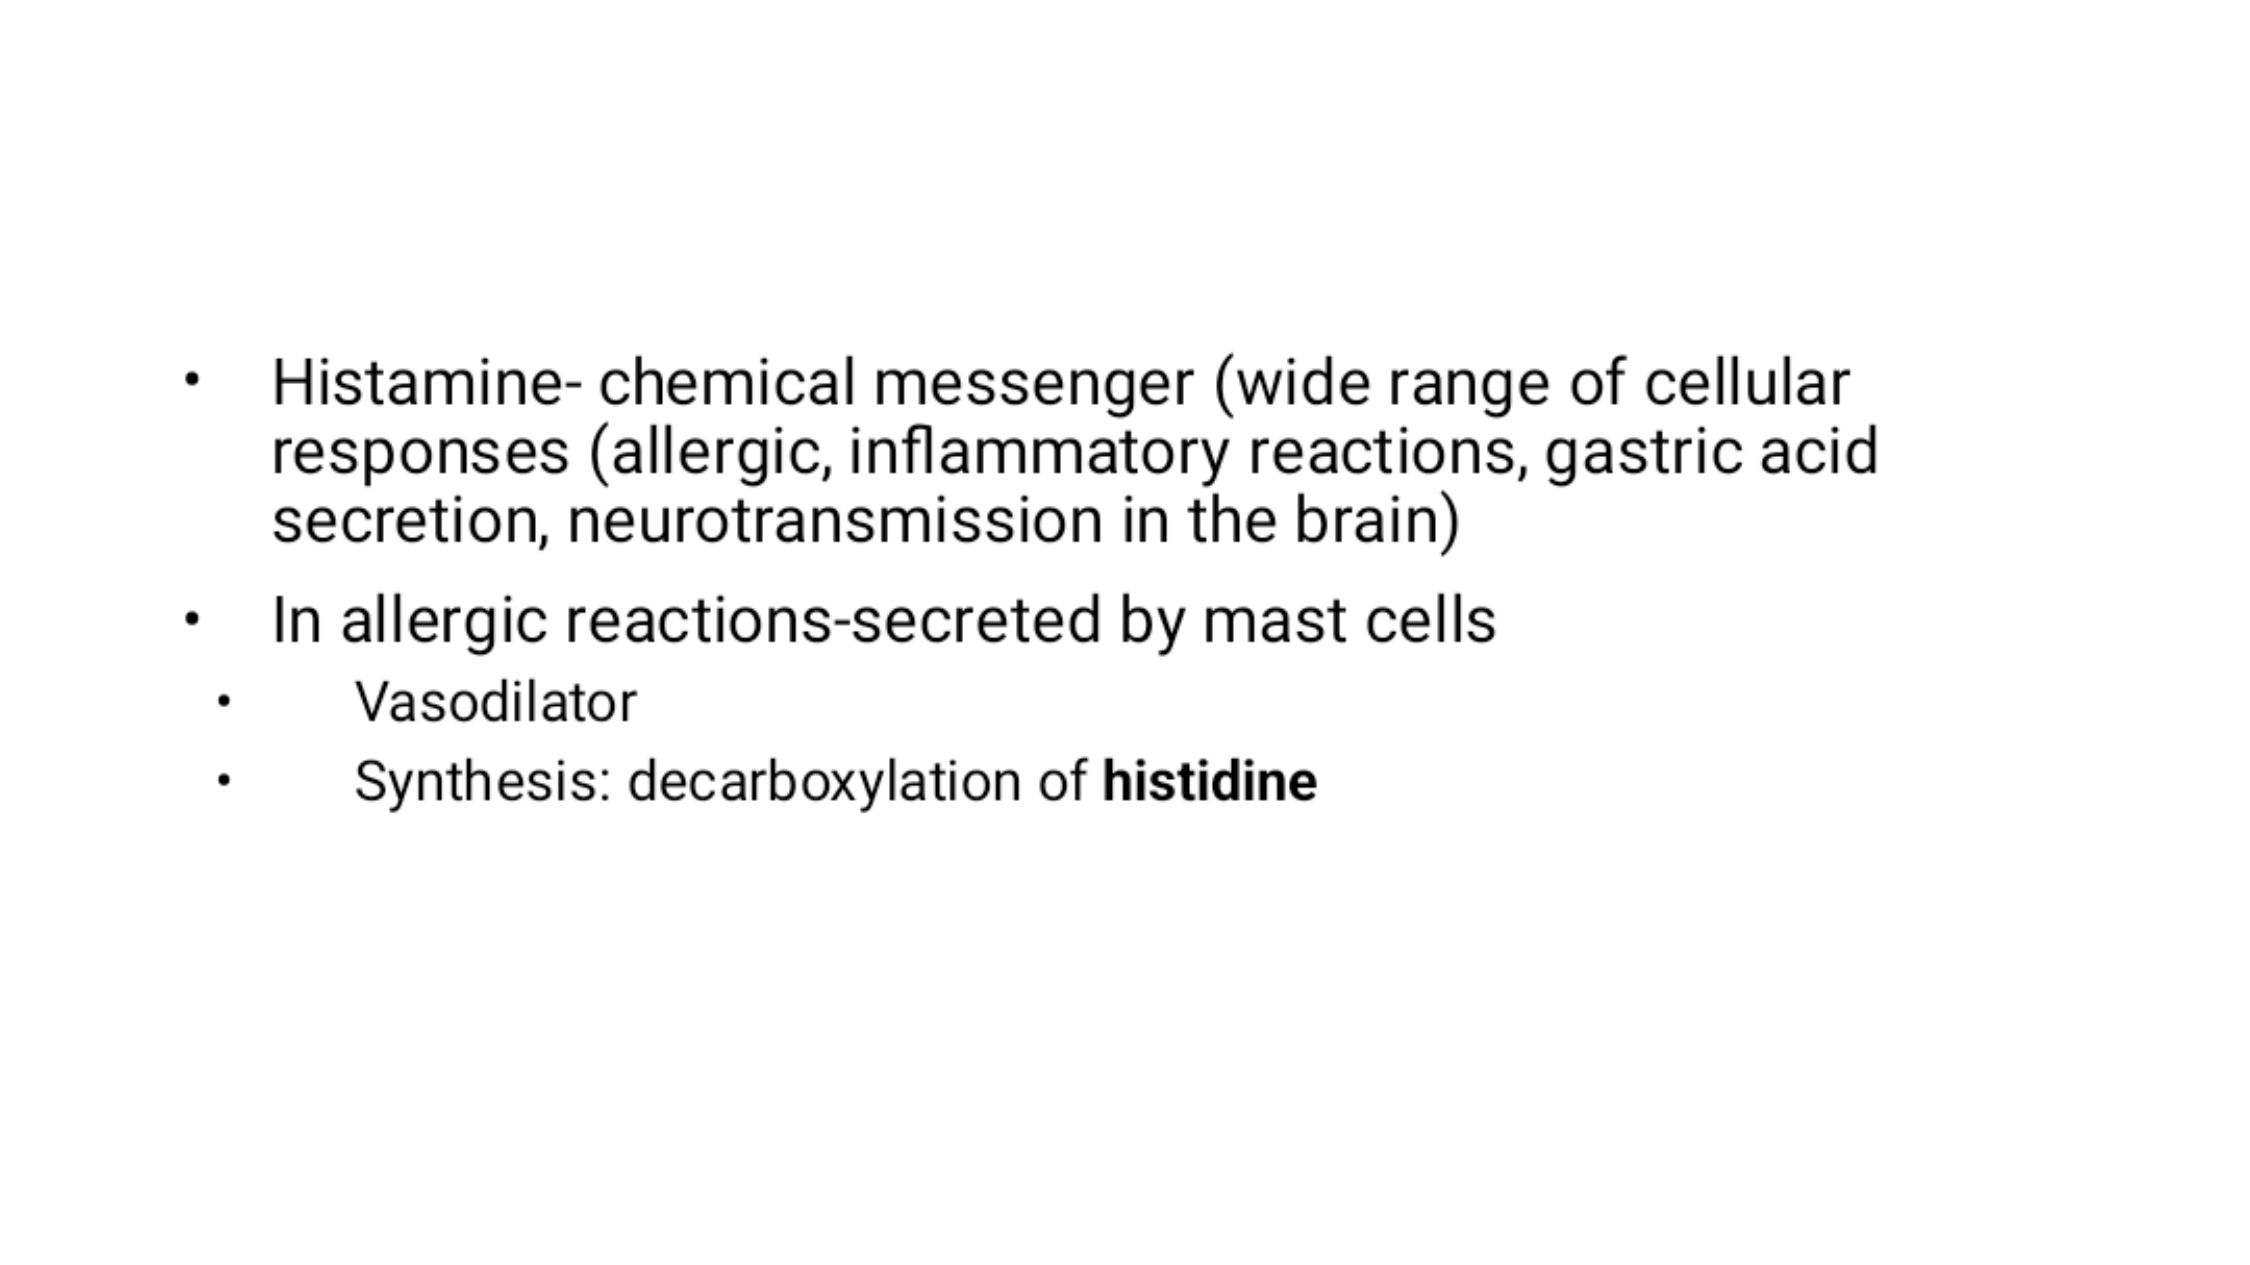 • Histamine- chemical messenger (wide range of cellular
responses (allergic, inflammatory reactions, gastric acid
secretion, neurotransmission in the brain)
• In allergic reactions-secreted by mast cells
• Vasodilator
• Synthesis: decarboxylation of histidine